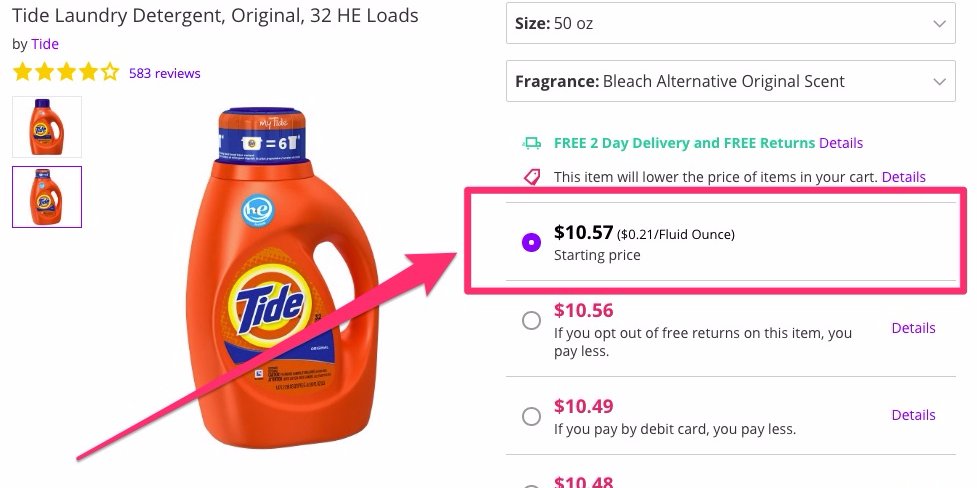 Tide Laundry Detergent, Original, 32 HE Loads
by Tide
583 reviews
my Tide
= 6
he
Tide
32
ORIGINAL
Size: 50 oz
Fragrance: Bleach Alternative Original Scent
FREE 2 Day Delivery and FREE Returns Details
This item will lower the price of items in your cart. Details
$10.57 ($0.21/Fluid Ounce)
Starting price
$10.56
If you opt out of free returns on this item, you
pay less.
Details
$10.49
If you pay by debit card, you pay less.
Details
$10.48